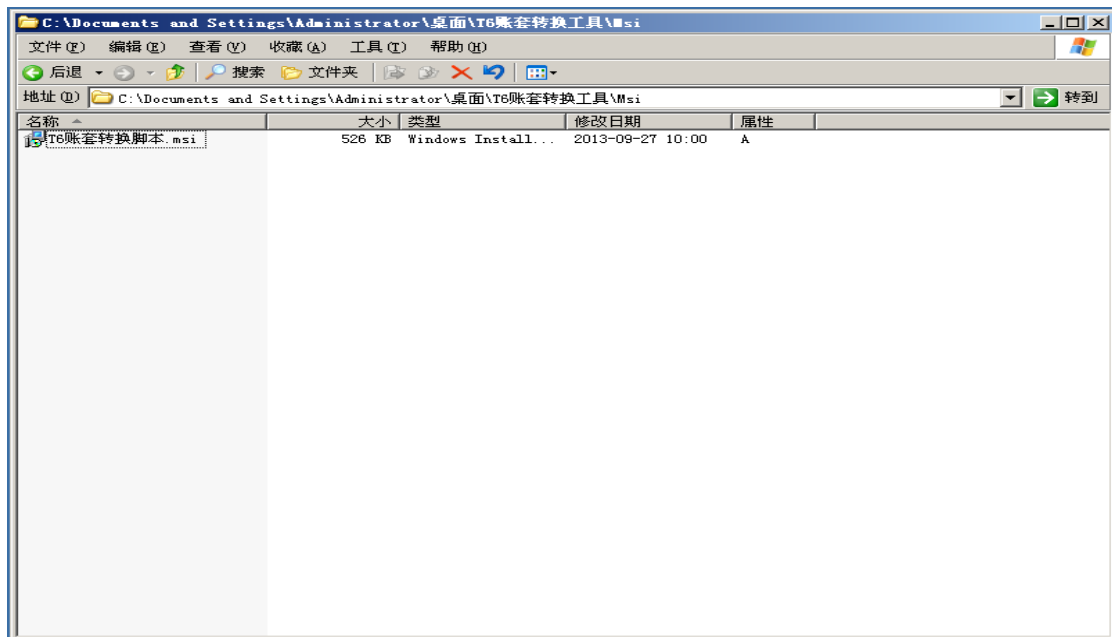 C:\Documents and Settings\Administrator\桌面\T6账套转换工具\Msi
文件(F) 编辑(E) 查看(V) 收藏(A) 工具(T) 帮助(H)
后退 搜索 文件夹
地址(D) C:\Documents and Settings\Administrator\桌面\T6账套转换工具\Msi 转到
名称 大小 类型 修改日期 属性
T6账套转换脚本.msi 526 KB Windows Install... 2013-09-27 10:00 A